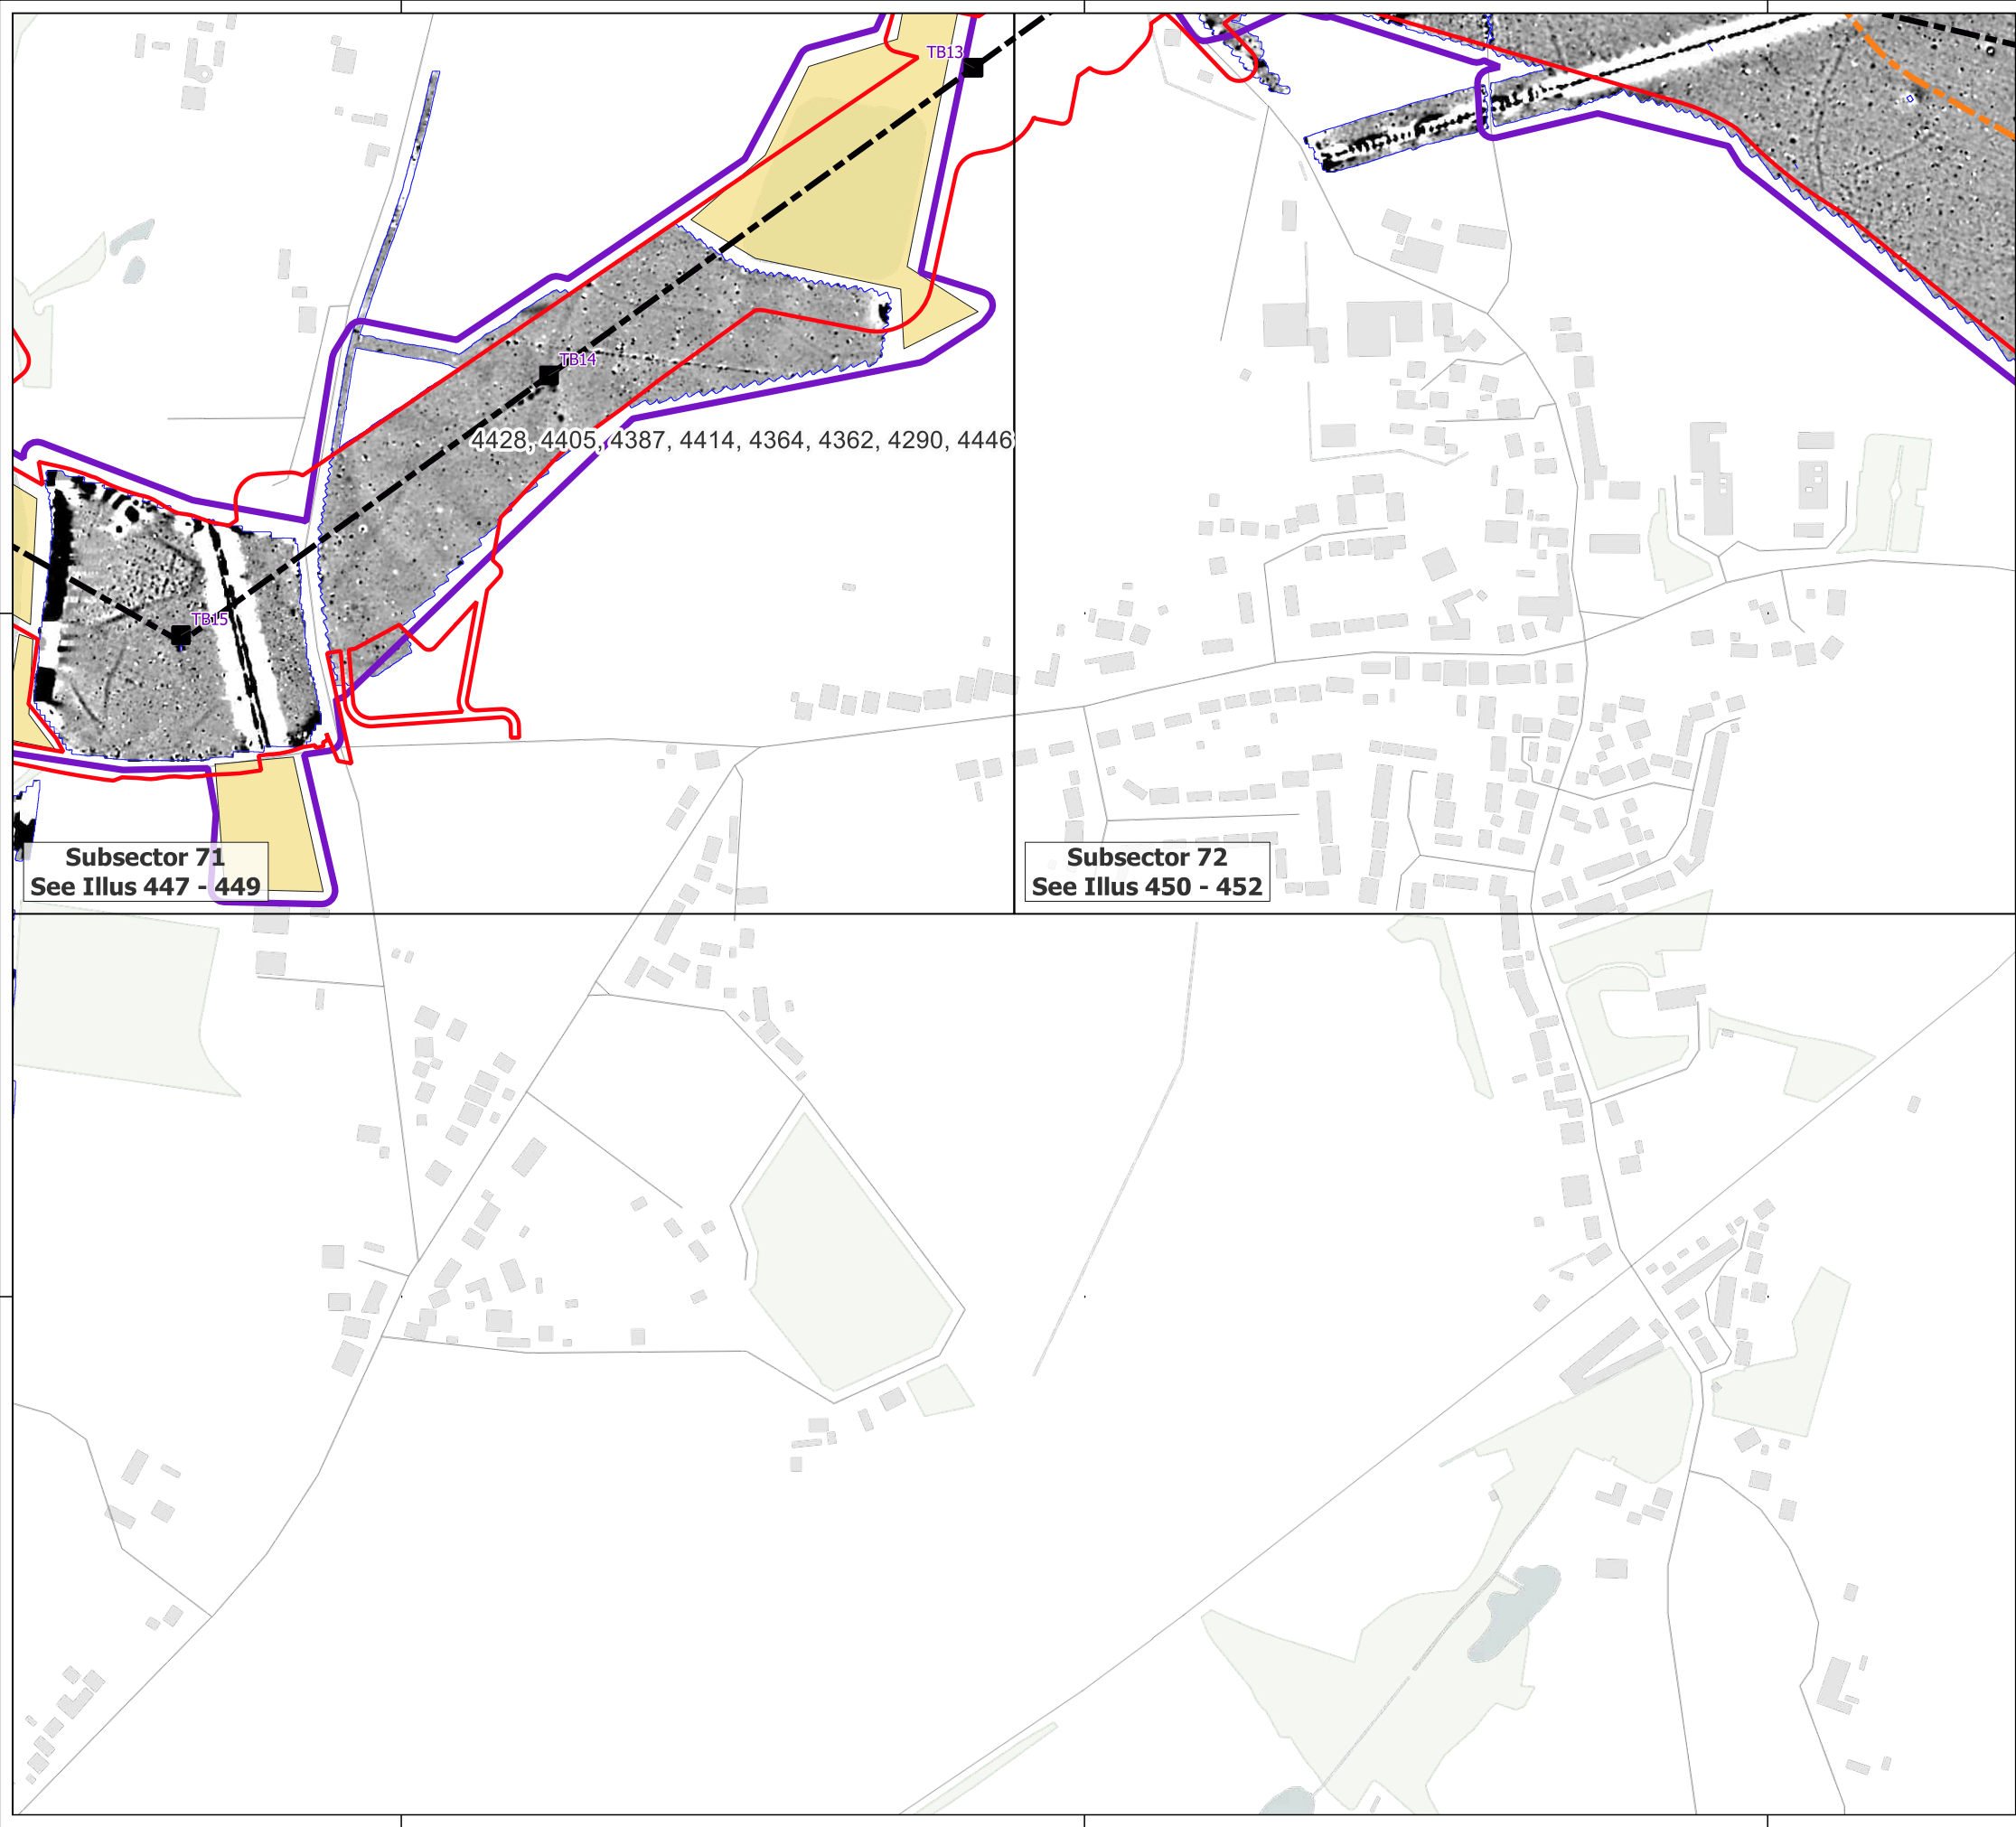 TB13
TB14
4428, 4405, 4387, 4414, 4364, 4362, 4290, 4446
TB15
Subsector 71
See Illus 447 - 449
Subsector 72
See Illus 450 - 452